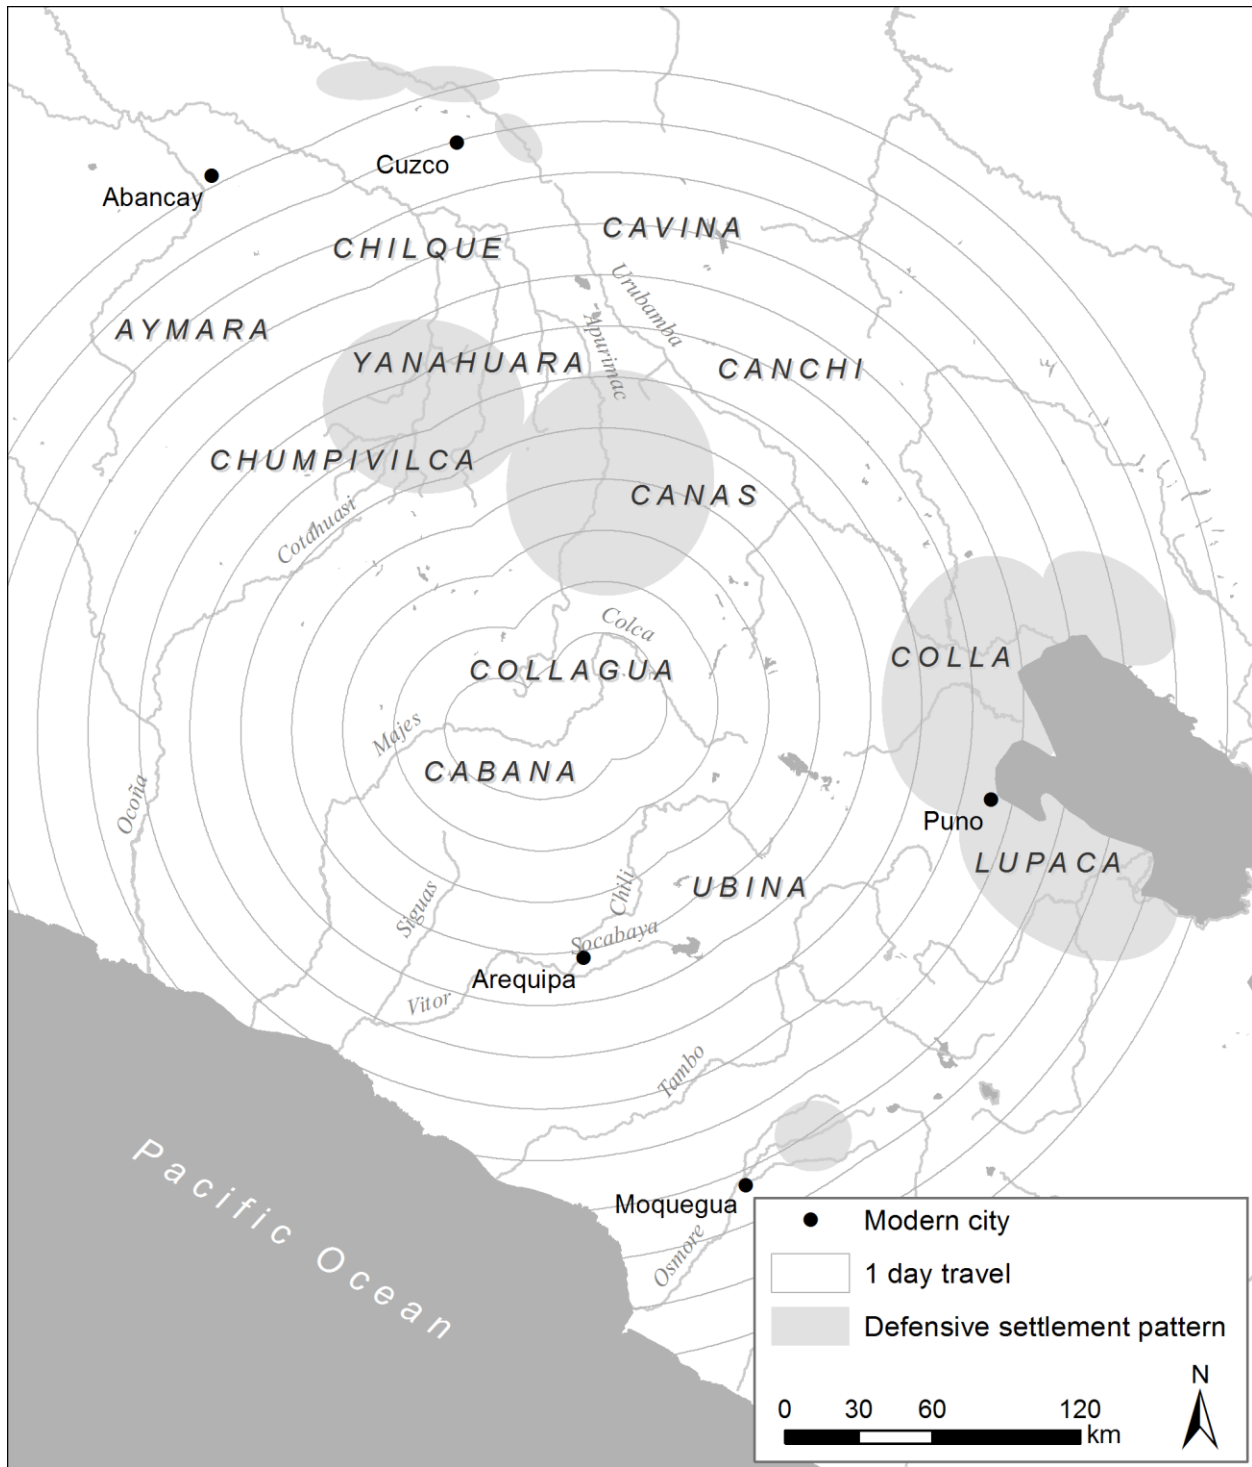 Cuzco
Abancay
CAVINA
CHILQUE
Urubamba
AYMARA
Apurimac
YANAHUARA
CANCHI
CHUMPIVILCA
CANAS
Cotahuasi
Colca
COLLAGUA
COLLA
Majes
CABANA
Ocoña
Puno
LUPACA
UBINA
Chili
Siguas
Socabaya
Arequipa
Vitor
Tambo
Pacific Ocean
Moquegua
Osmore
Modern city
1 day travel
Defensive settlement pattern
N
0 30 60 120
km